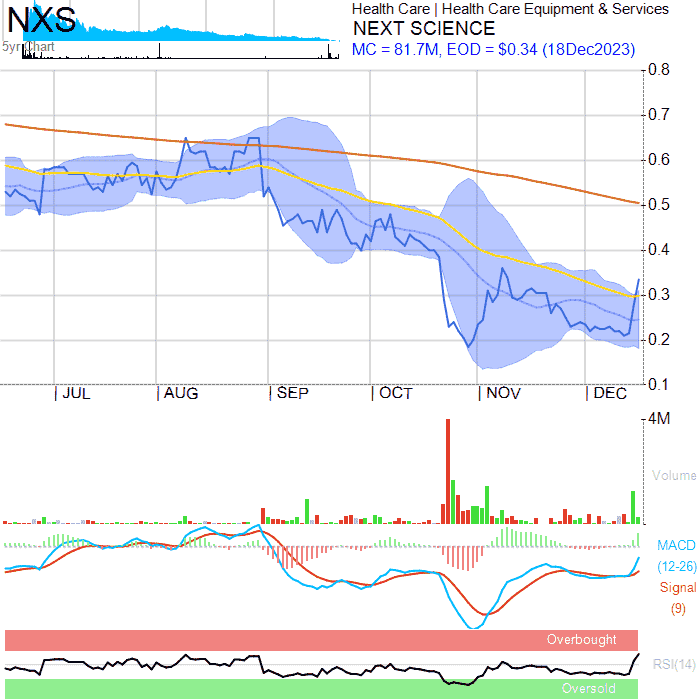 NXS
5yr Chart
Health Care | Health Care Equipment & Services
NEXT SCIENCE
MC = 81.7M, EOD = $0.34 (18Dec2023)
0.8
0.7
0.6
0.5
0.4
0.3
0.2
0.1
| JUL | AUG | SEP | OCT | NOV | DEC
4M
Volume
MACD
(12-26)
Signal
(9)
Overbought
RSI(14)
Oversold